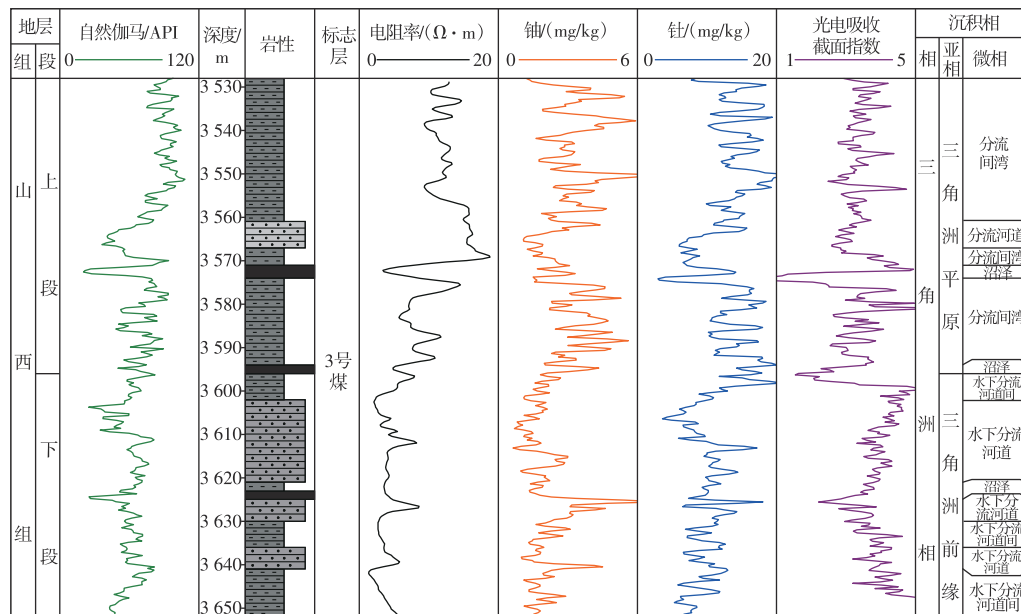 地层
组
段
自然伽马/API
0 120
深度/
m
岩性
标志
层
电阻率/(Ω·m)
0 20
铀/(mg/kg)
0 6
钍/(mg/kg)
0 20
光电吸收
截面指数
1 5
沉积相
相
亚
相
微相
山
西
组
上
段
下
段
3 530
3 540
3 550
3 560
3 570
3 580
3 590
3 600
3 610
3 620
3 630
3 640
3 650
3号
煤
三
角
洲
相
三
角
洲
平
原
三
角
洲
前
缘
分流
间湾
分流河道
分流间湾
沼泽
分流间湾
沼泽
水下分流
河道间
水下分流
河道
沼泽
水下分
流河道
水下分流
河道间
水下分流
河道
水下分流
河道间